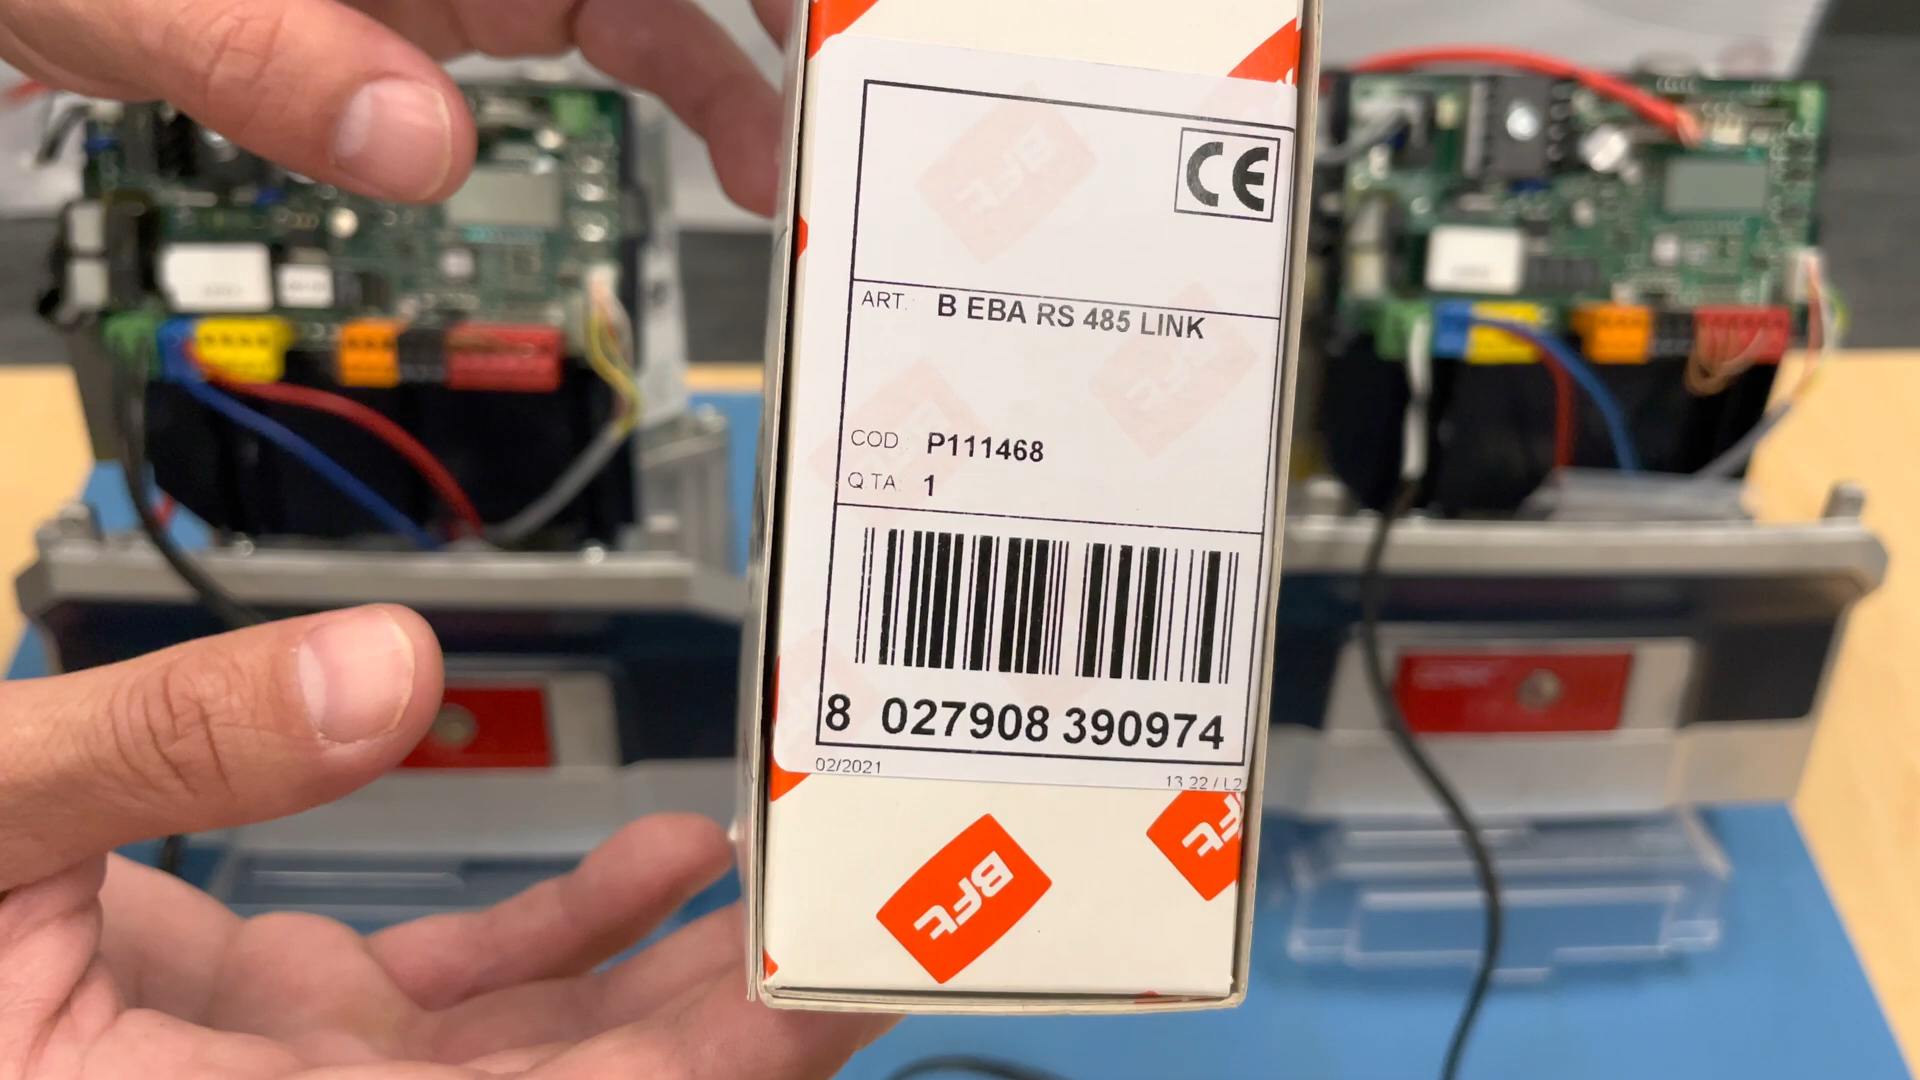 CE
ART. B EBA RS 485 LINK
COD. P111468
Q.TA. 1
8 027908 390974
02/2021
13.22 / L2
Bft
Bft